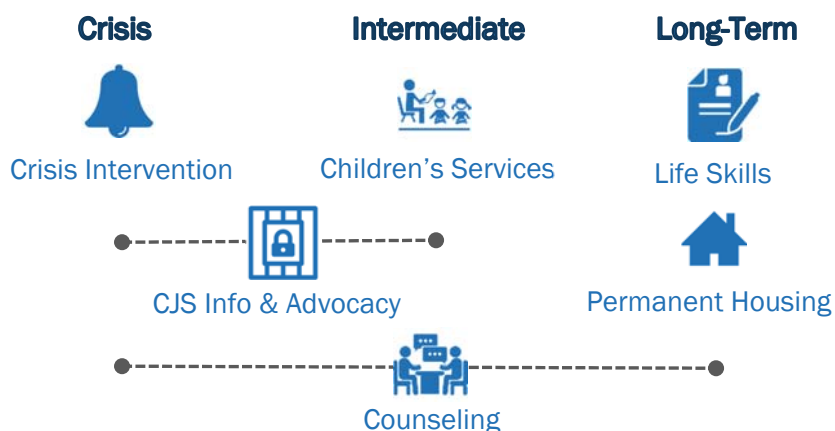 Crisis
Intermediate
Long-Term
Crisis Intervention
Children's Services
Life Skills
CJS Info & Advocacy
Permanent Housing
Counseling